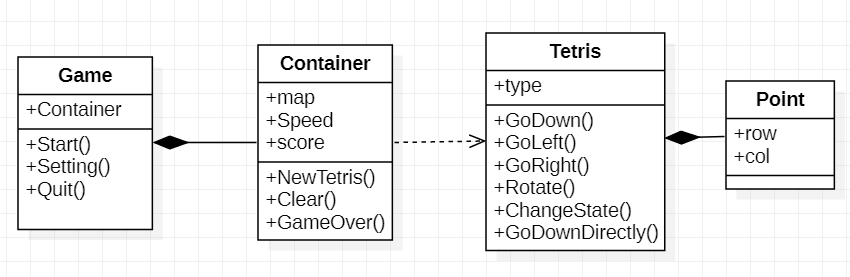 Game
+Container
+Start()
+Setting()
+Quit()
Container
+map
+Speed
+score
+NewTetris()
+Clear()
+GameOver()
Tetris
+type
+GoDown()
+GoLeft()
+GoRight()
+Rotate()
+ChangeState()
+GoDownDirectly()
Point
+row
+col